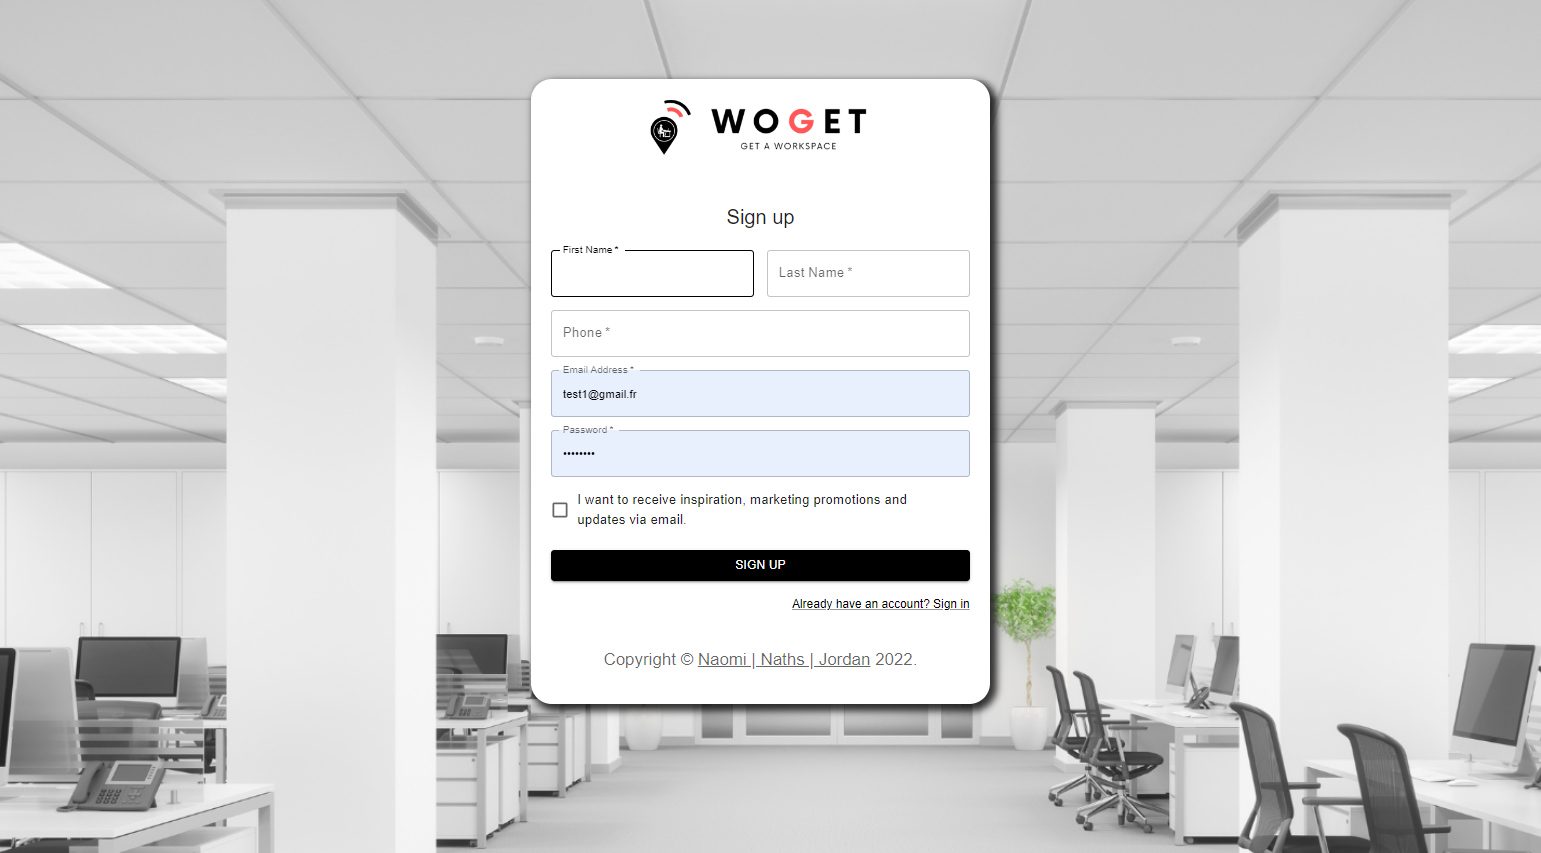 WOGET
GET A WORKSPACE
Sign up
First Name *
Last Name *
Phone *
Email Address *
test1@gmail.fr
Password *
••••••••
I want to receive inspiration, marketing promotions and
updates via email.
SIGN UP
Already have an account? Sign in
Copyright © Naomi | Naths | Jordan 2022.